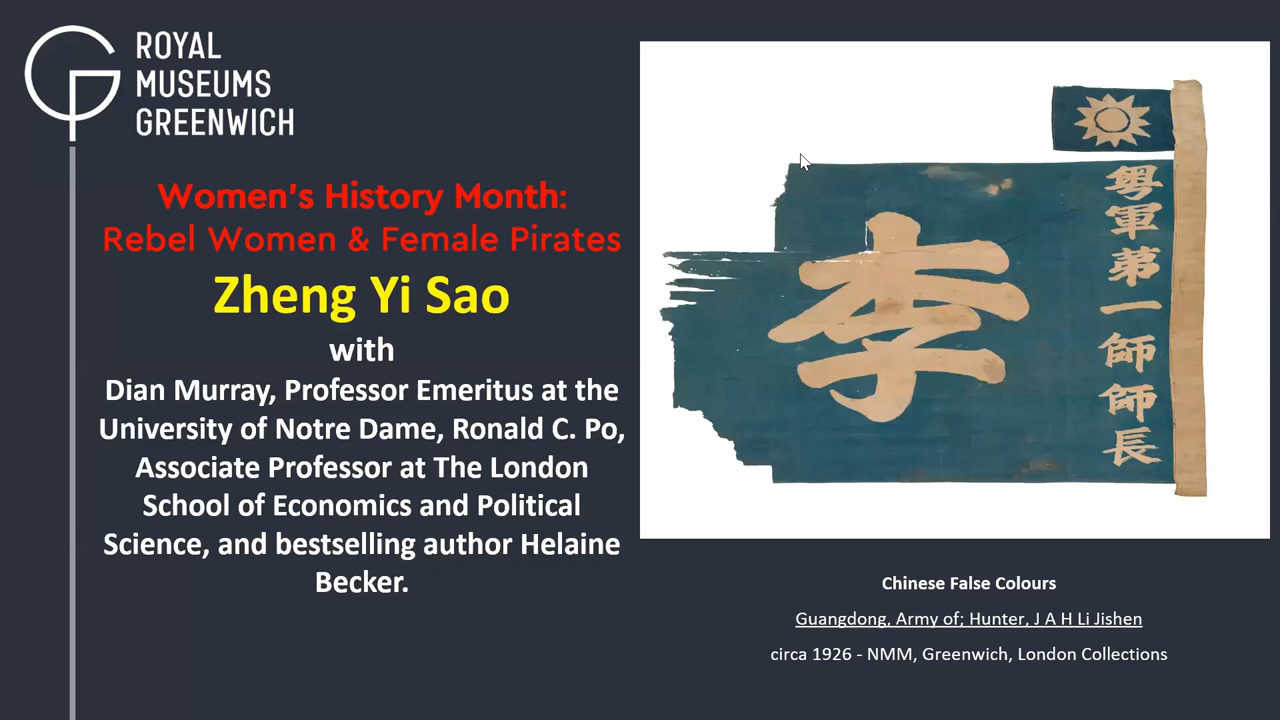 ROYAL
MUSEUMS
GREENWICH
Women's History Month:
Rebel Women & Female Pirates
Zheng Yi Sao
with
Dian Murray, Professor Emeritus at the
University of Notre Dame, Ronald C. Po,
Associate Professor at The London
School of Economics and Political
Science, and bestselling author Helaine
Becker.
粵軍第一師師長
李
Chinese False Colours
Guangdong, Army of; Hunter, J A H Li Jishen
circa 1926 - NMM, Greenwich, London Collections